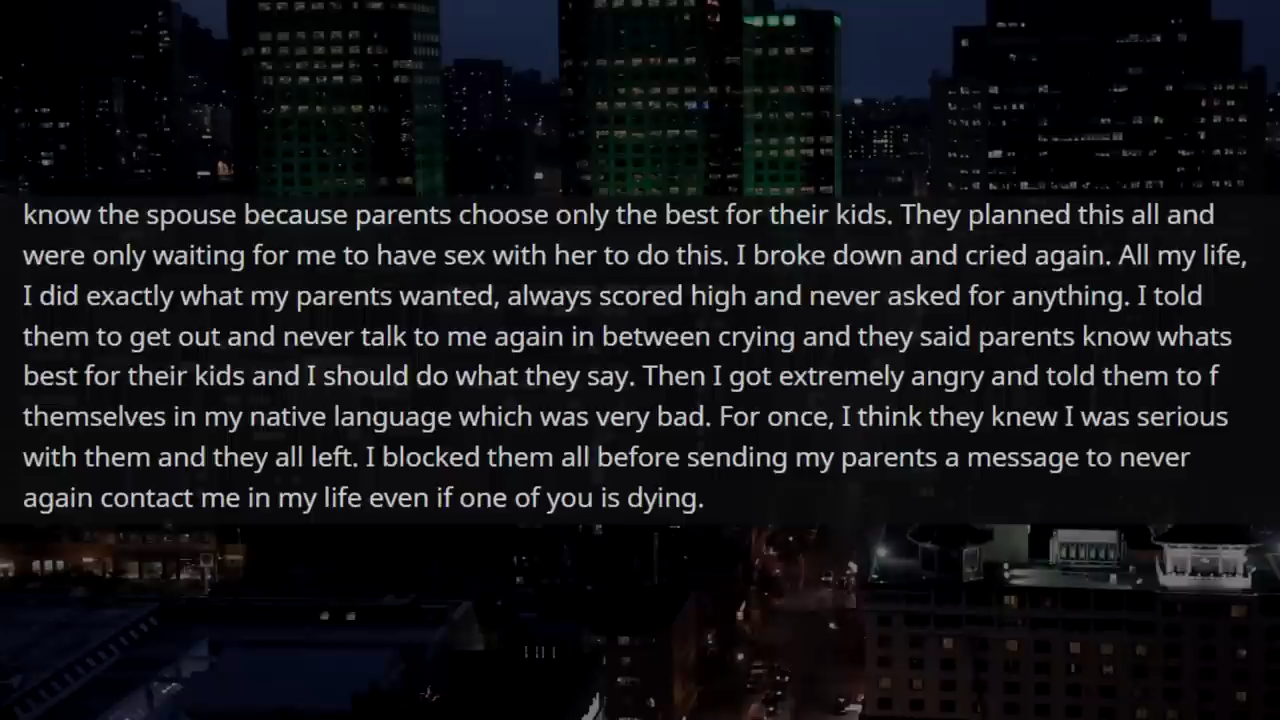 know the spouse because parents choose only the best for their kids. They planned this all and
were only waiting for me to have sex with her to do this. I broke down and cried again. All my life,
I did exactly what my parents wanted, always scored high and never asked for anything. I told
them to get out and never talk to me again in between crying and they said parents know whats
best for their kids and I should do what they say. Then I got extremely angry and told them to f
themselves in my native language which was very bad. For once, I think they knew I was serious
with them and they all left. I blocked them all before sending my parents a message to never
again contact me in my life even if one of you is dying.